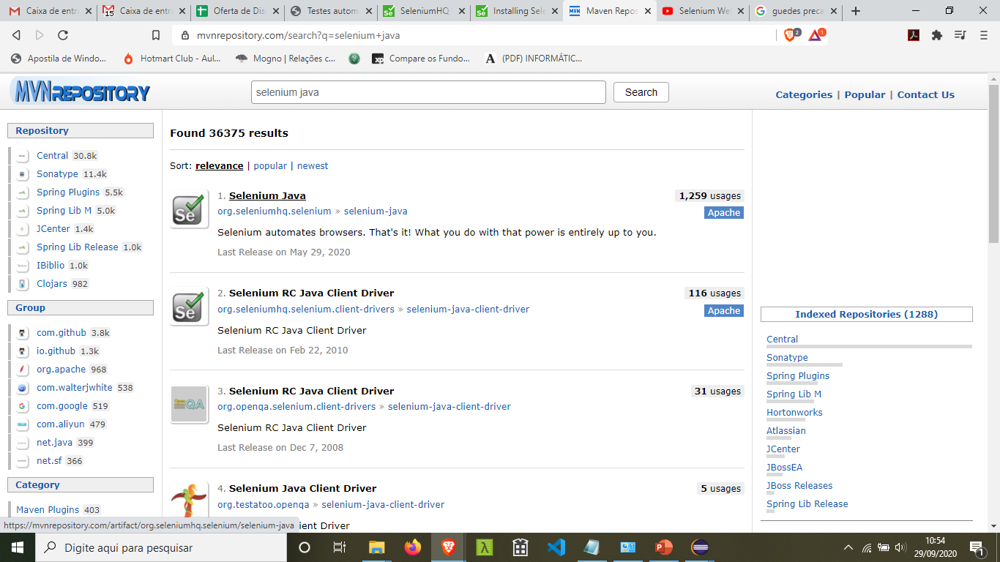 Caixa de entra
15
Caixa de entra
Oferta de Dis
Testes autom
SeleniumHQ
Installing Sele
MVN
Maven Repos
Selenium We
guedes preca
mvnrepository.com/search?q=selenium+java
2
1
Apostila de Windo...
Hotmart Club - Aul...
Mogno | Relações c...
xp
Compare os Fundo...
A
(PDF) INFORMÁTIC...
MVNREPOSITORY
selenium java
Search
Categories | Popular | Contact Us
Repository
Central 30.8k
Sonatype 11.4k
Spring Plugins 5.5k
Spring Lib M 5.0k
JCenter 1.4k
Spring Lib Release 1.0k
IBiblio 1.0k
Clojars 982
Group
com.github 3.8k
io.github 1.3k
org.apache 968
com.walterjwhite 538
com.google 519
com.aliyun 479
net.java 399
net.sf 366
Category
Maven Plugins 403
Found 36375 results
Sort: relevance | popular | newest
Se
1. Selenium Java
1,259 usages
org.seleniumhq.selenium » selenium-java
Apache
Selenium automates browsers. That's it! What you do with that power is entirely up to you.
Last Release on May 29, 2020
Se
2. Selenium RC Java Client Driver
116 usages
org.seleniumhq.selenium.client-drivers » selenium-java-client-driver
Apache
Selenium RC Java Client Driver
Last Release on Feb 22, 2010
QA
3. Selenium RC Java Client Driver
31 usages
org.openqa.selenium.client-drivers » selenium-java-client-driver
Selenium RC Java Client Driver
Last Release on Dec 7, 2008
4. Selenium Java Client Driver
5 usages
org.testatoo.openqa » selenium-java-client-driver
ient Driver
Indexed Repositories (1288)
Central
Sonatype
Spring Plugins
Spring Lib M
Hortonworks
Atlassian
JCenter
JBossEA
JBoss Releases
Spring Lib Release
https://mvnrepository.com/artifact/org.seleniumhq.selenium/selenium-java
Digite aqui para pesquisar
10:54
29/09/2020
1